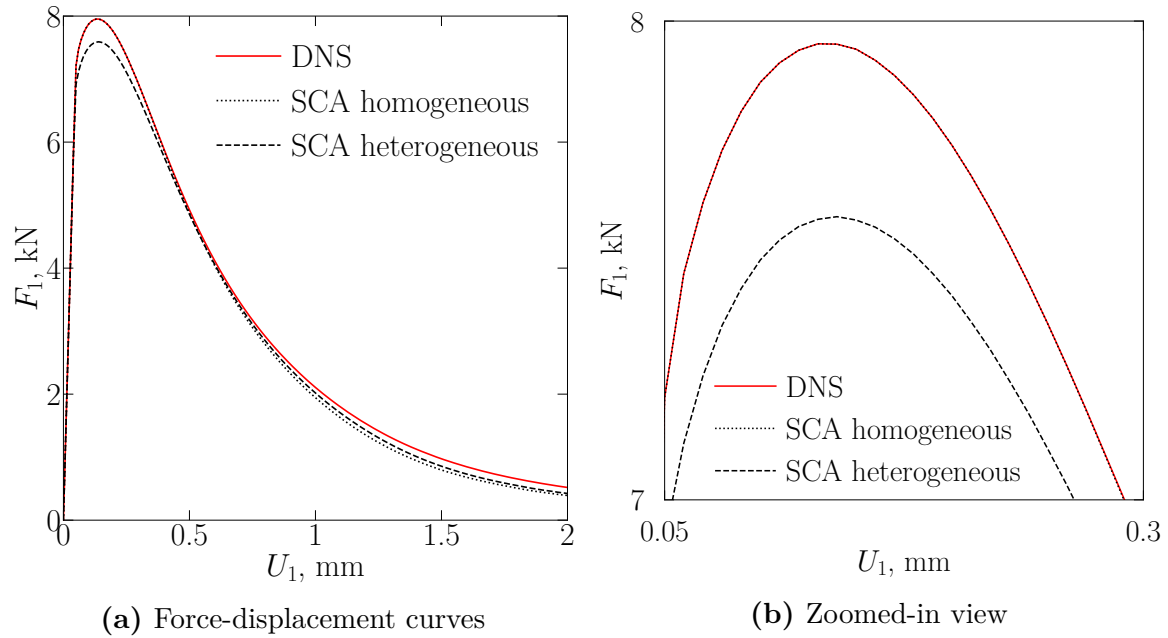 8
6
4
2
0
F₁, kN
DNS
SCA homogeneous
SCA heterogeneous
0
0.5
1
1.5
2
U₁, mm
(a) Force-displacement curves
8
7
F₁, kN
DNS
SCA homogeneous
SCA heterogeneous
0.05
0.3
U₁, mm
(b) Zoomed-in view